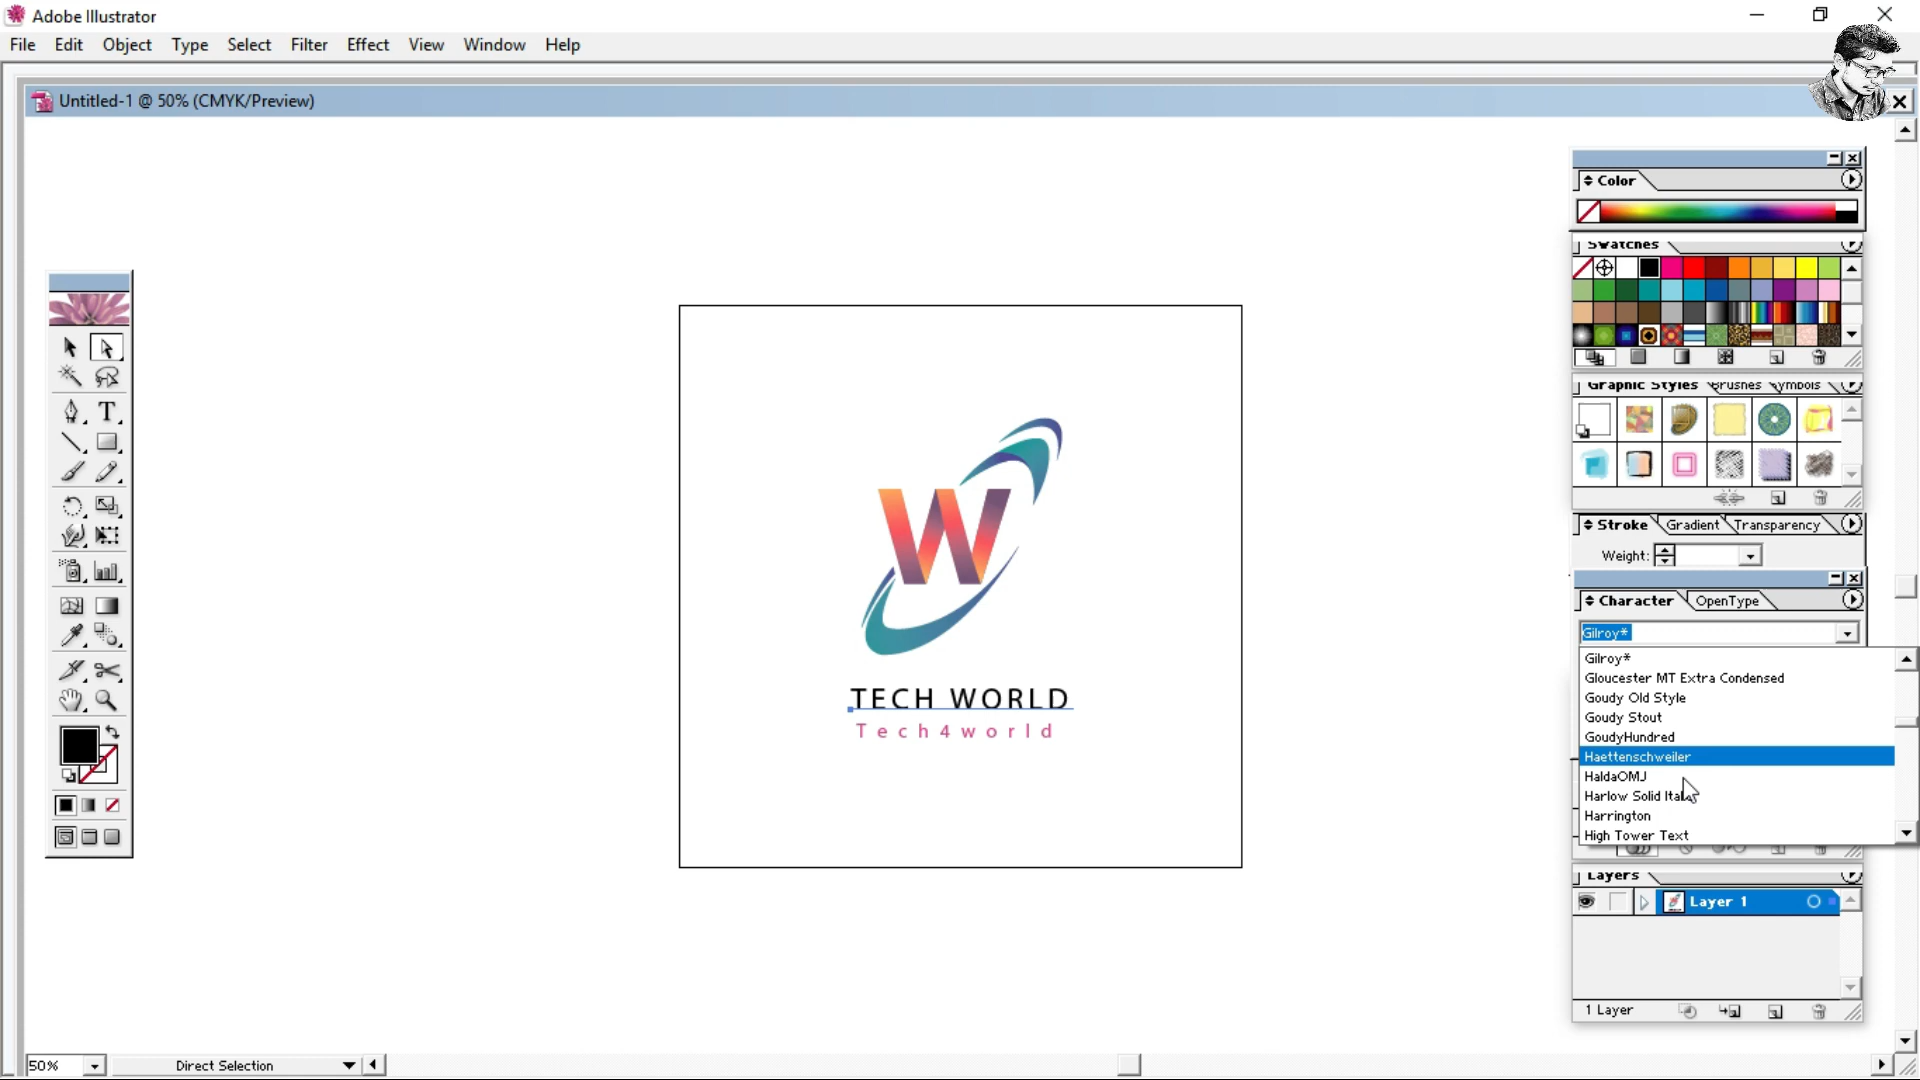 Adobe Illustrator
File Edit Object Type Select Filter Effect View Window Help
Untitled-1 @ 50% (CMYK/Preview)
Color
Swatches
Graphic Styles Brushes Symbols
Stroke Gradient Transparency
Weight:
Character OpenType
Gilroy*
Gilroy*
Gloucester MT Extra Condensed
Goudy Old Style
Goudy Stout
GoudyHundred
Haettenschweiler
HaldaOMJ
Harlow Solid Italic
Harrington
High Tower Text
Layers
Layer 1
1 Layer
W
TECH WORLD
Tech4world
50%
Direct Selection